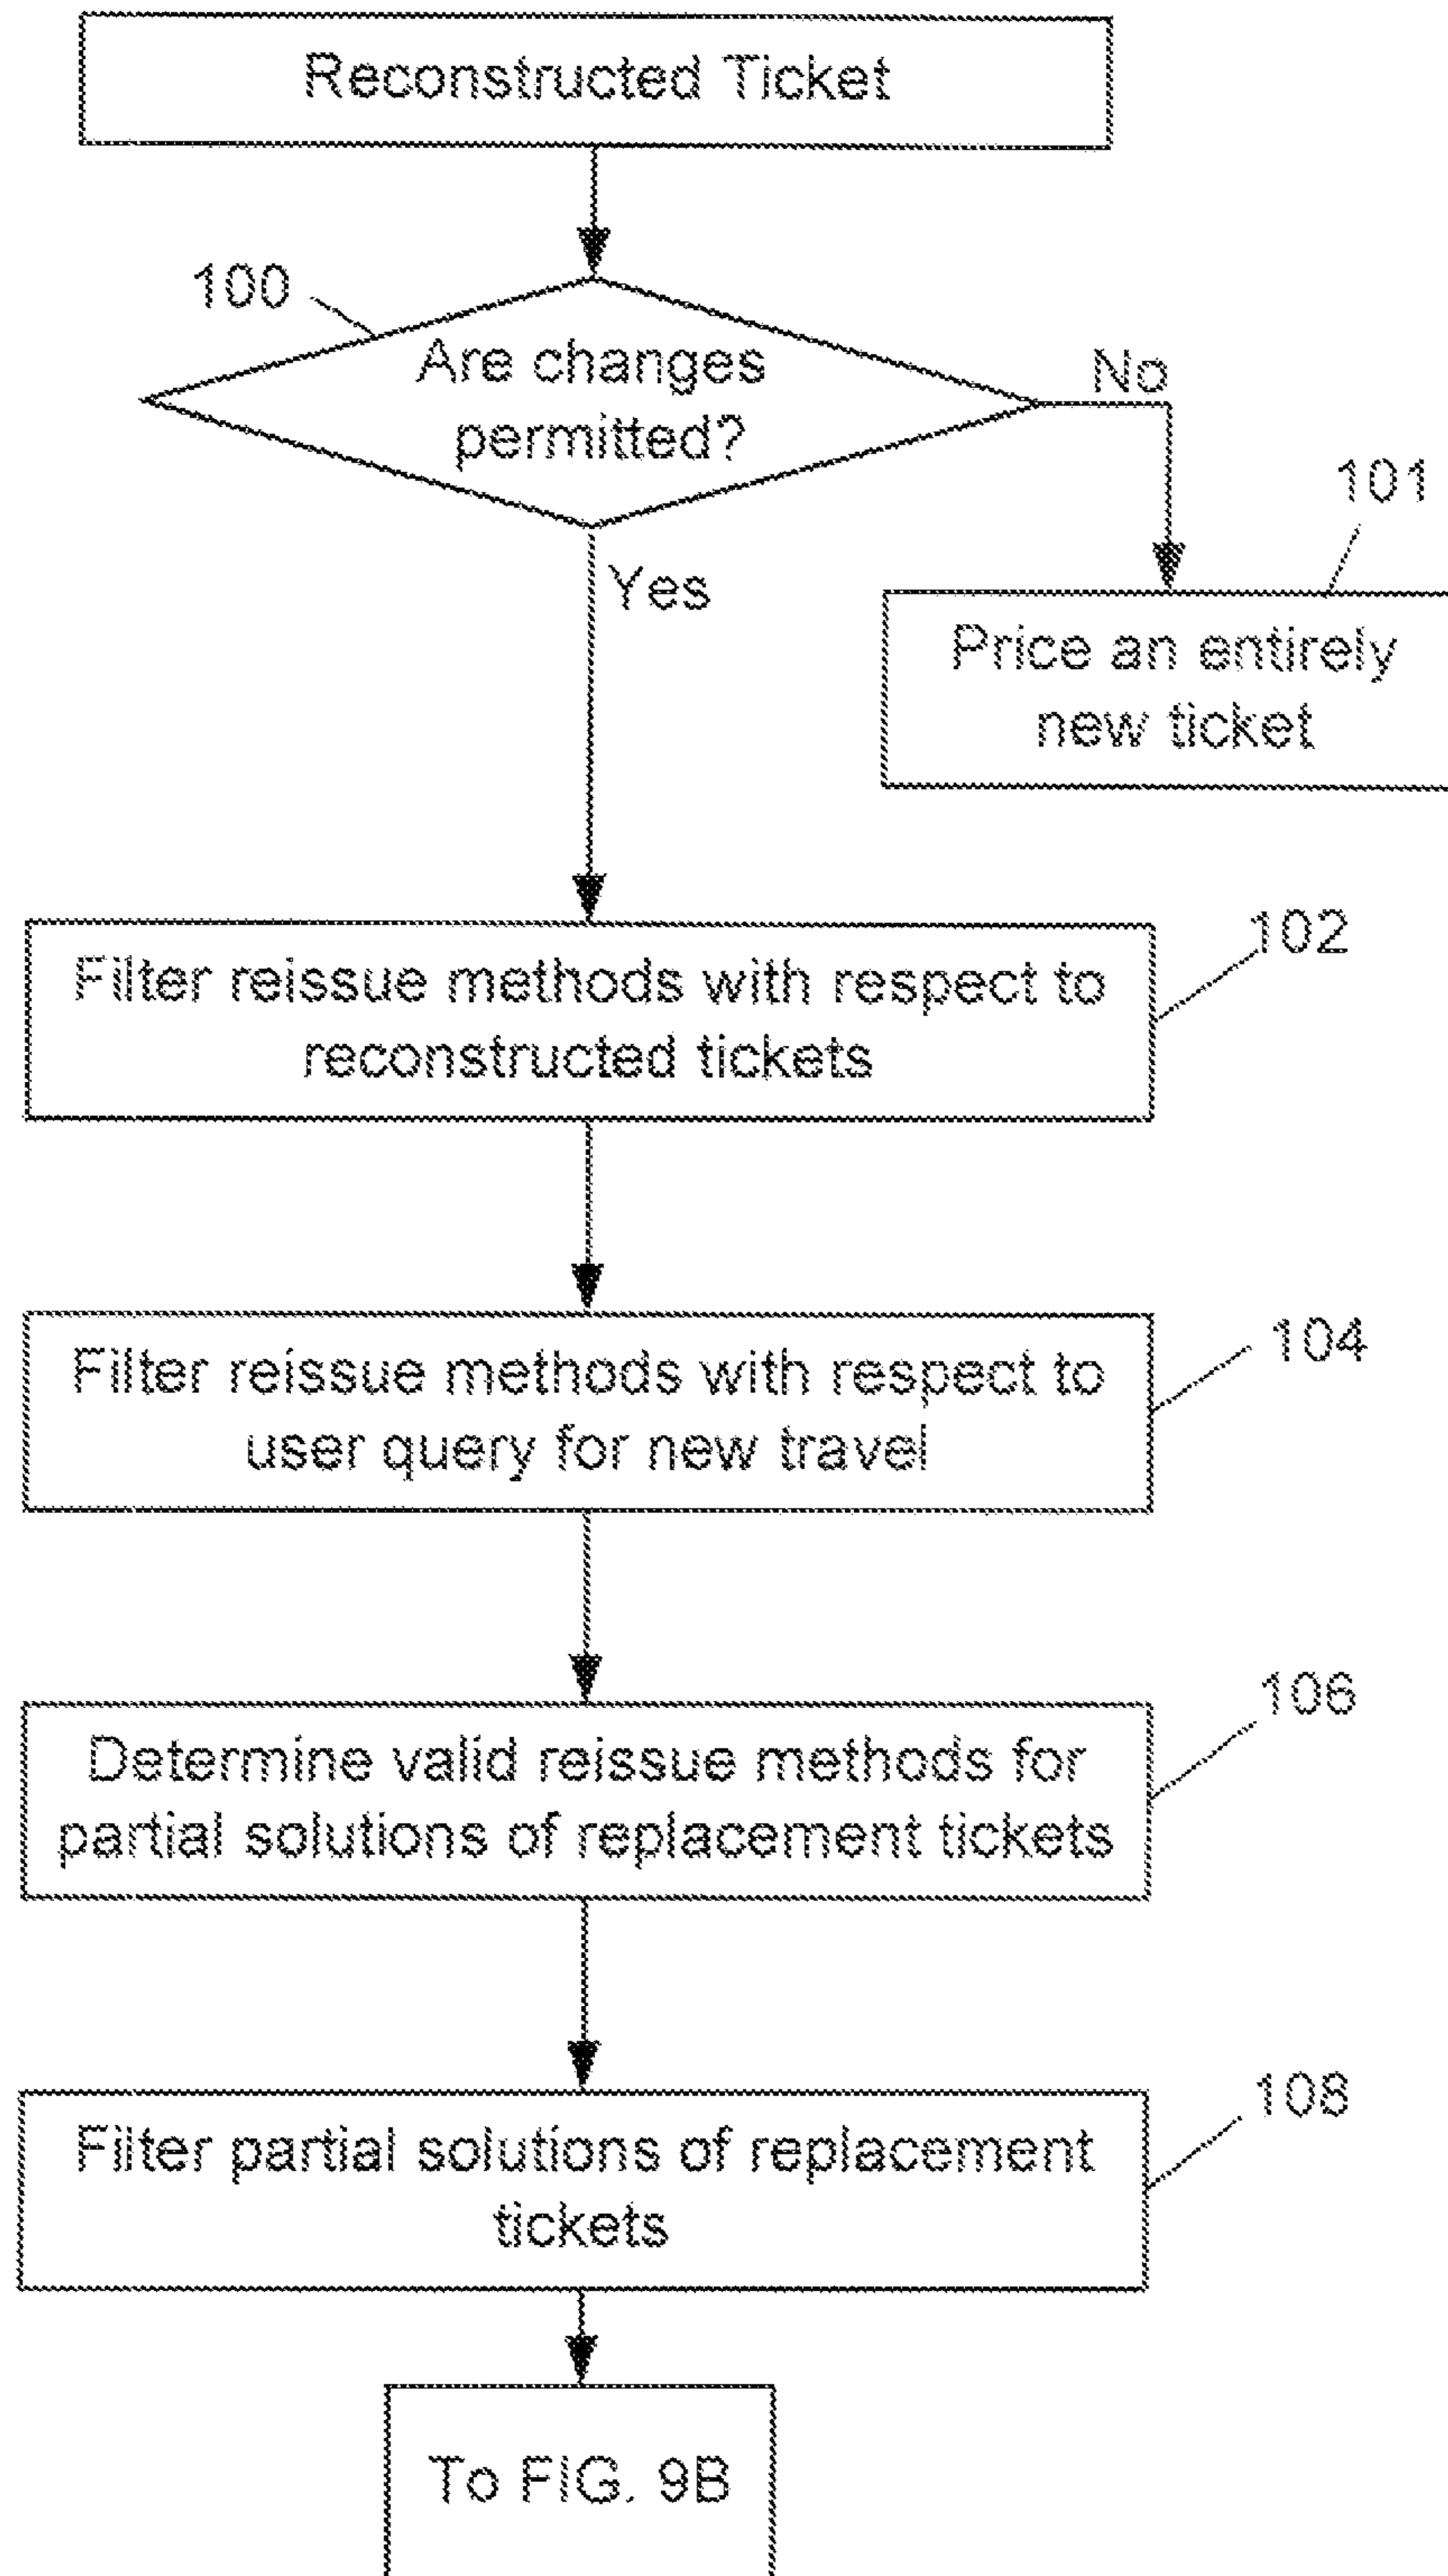 Reconstructed Ticket
100
Are changes
permitted?
No
101
Yes
Price an entirely
new ticket
102
Filter reissue methods with respect to
reconstructed tickets
104
Filter reissue methods with respect to
user query for new travel
106
Determine valid reissue methods for
partial solutions of replacement tickets
108
Filter partial solutions of replacement
tickets
To FIG. 9B